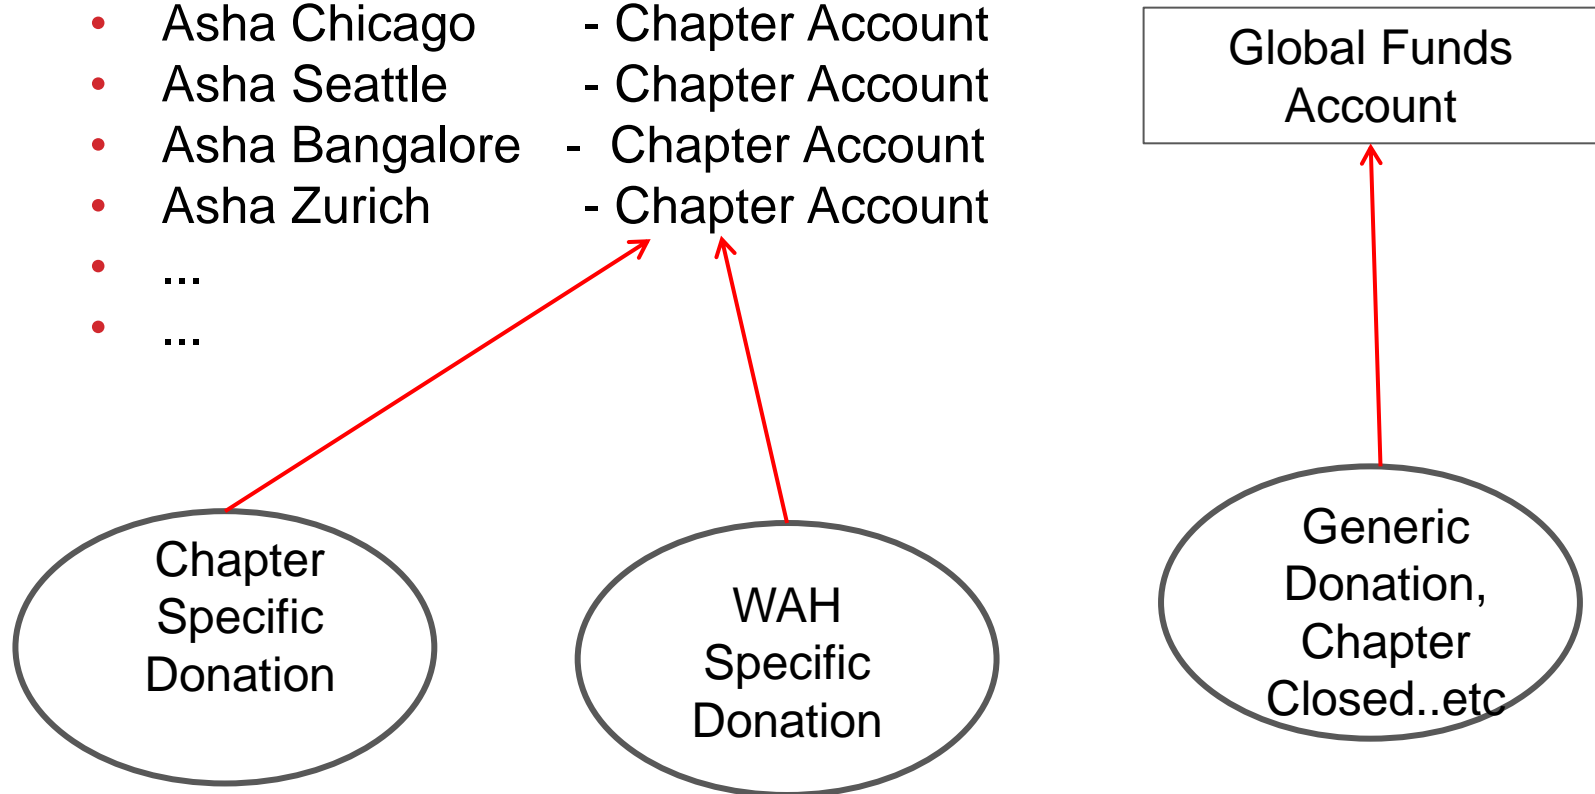 • Asha Chicago - Chapter Account
• Asha Seattle - Chapter Account
• Asha Bangalore - Chapter Account
• Asha Zurich - Chapter Account
• ...
• ...
Global Funds
Account
Chapter
Specific
Donation
WAH
Specific
Donation
Generic
Donation,
Chapter
Closed..etc